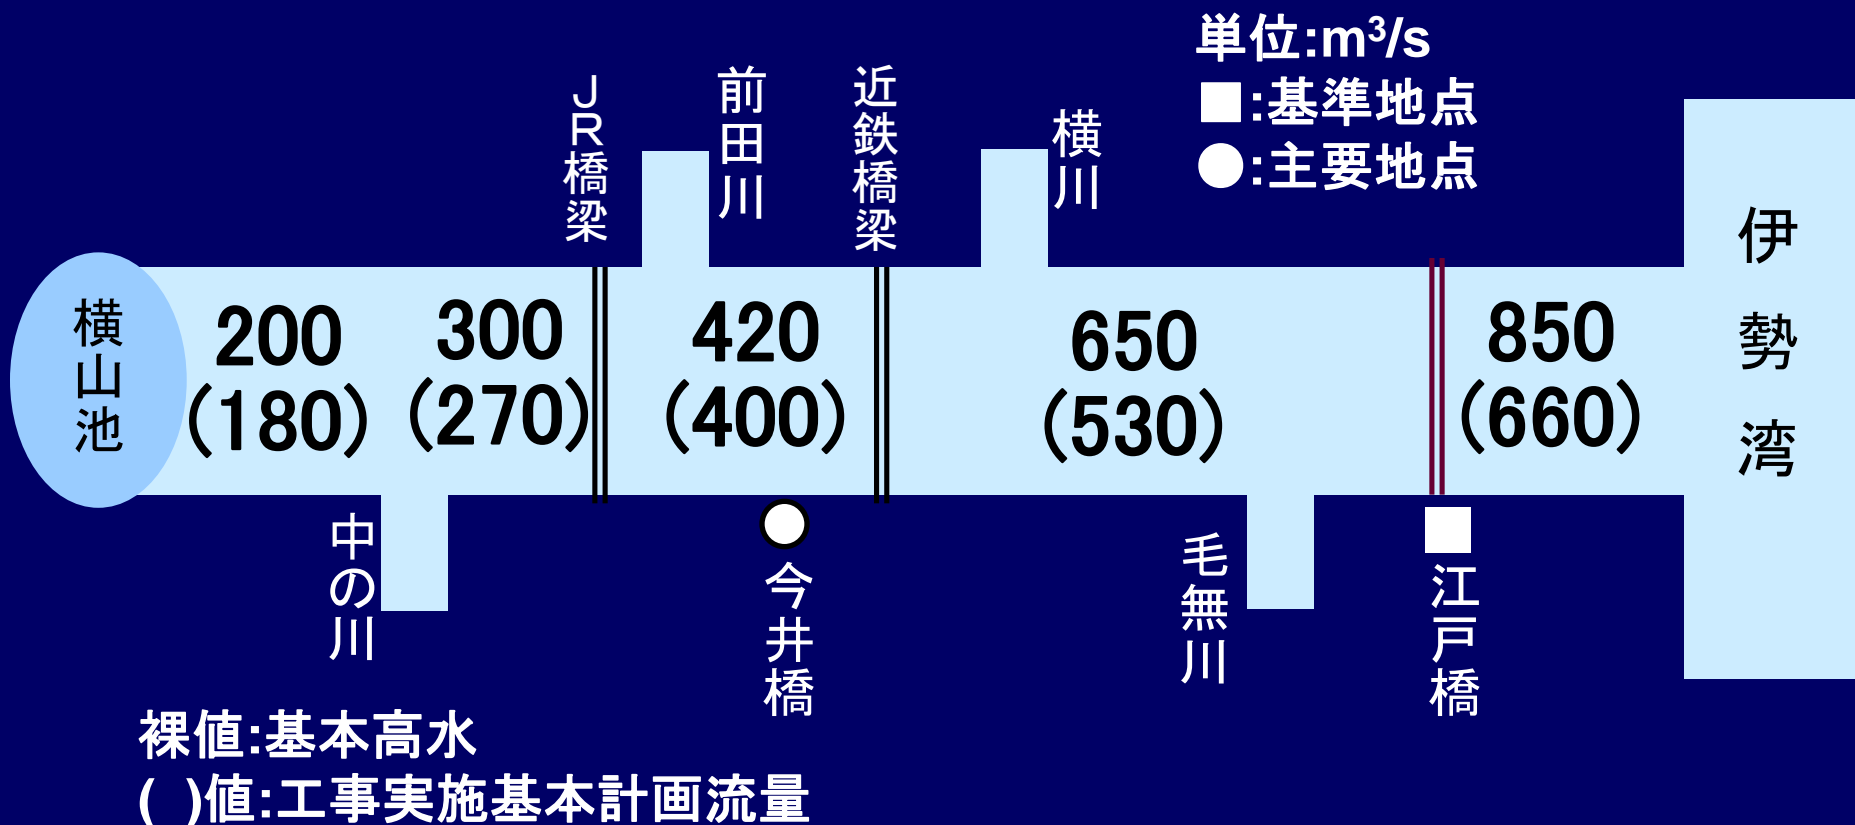 単位:m³/s
■:基準地点
●:主要地点
JR橋梁
前田川
近鉄橋梁
横川
伊勢湾
横山池
200
(180)
300
(270)
420
(400)
650
(530)
850
(660)
中の川
今井橋
毛無川
江戸橋
裸値:基本高水
( )値:工事実施基本計画流量